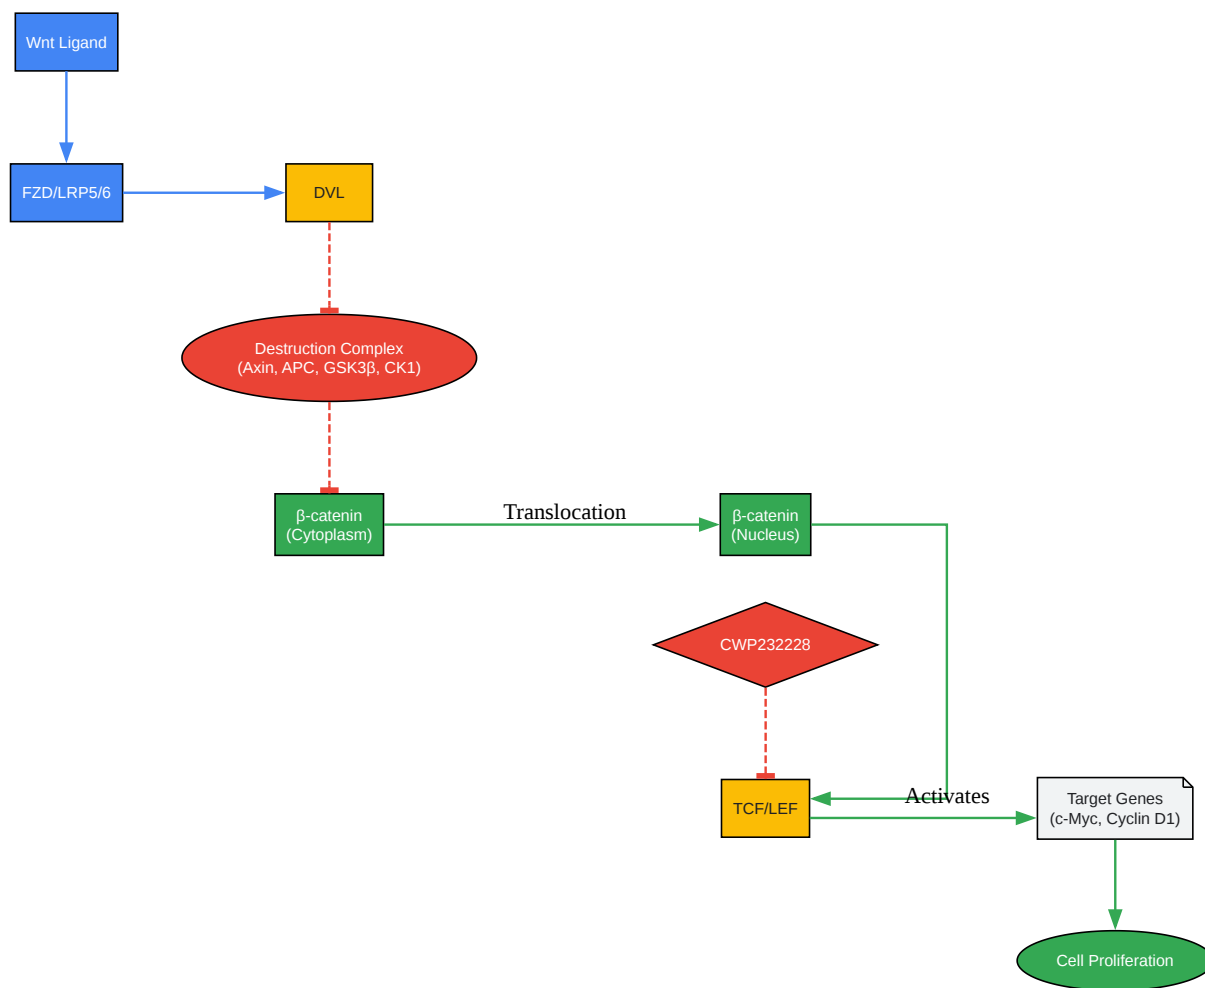 Wnt Ligand
FZD/LRP5/6
DVL
Destruction Complex
(Axin, APC, GSK3β, CK1)
β-catenin
(Cytoplasm)
Translocation
β-catenin
(Nucleus)
CWP232228
TCF/LEF
Activates
Target Genes
(c-Myc, Cyclin D1)
Cell Proliferation